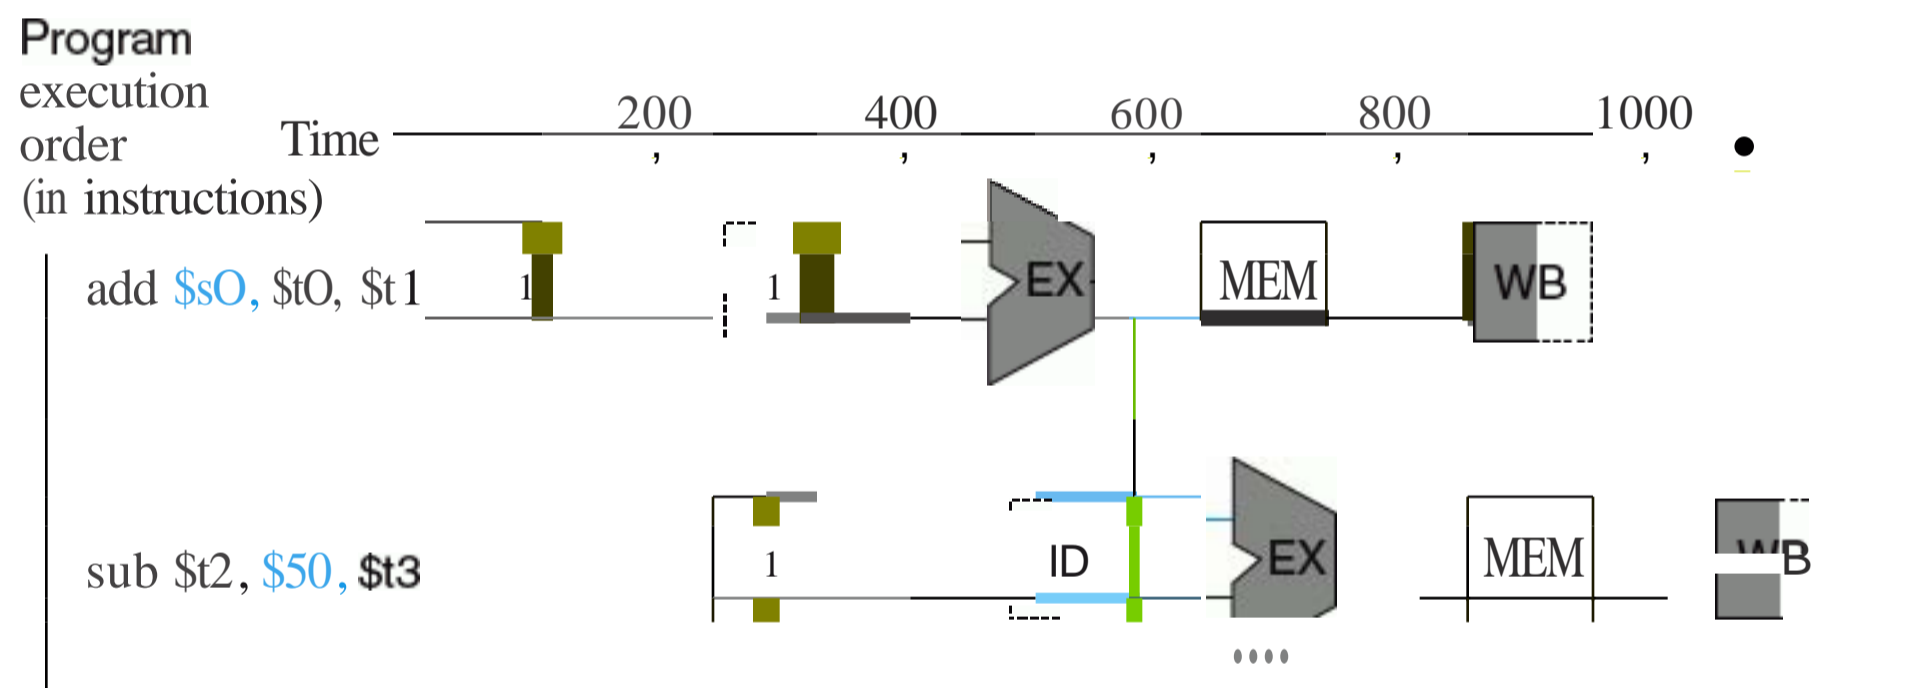 Program
execution
order
(in instructions)
Time
200 400 600 800 1000
, , , , ,
add $sO, $tO, $t1
1 1 EX MEM WB
sub $t2, $50, $t3
1 ID EX MEM WB